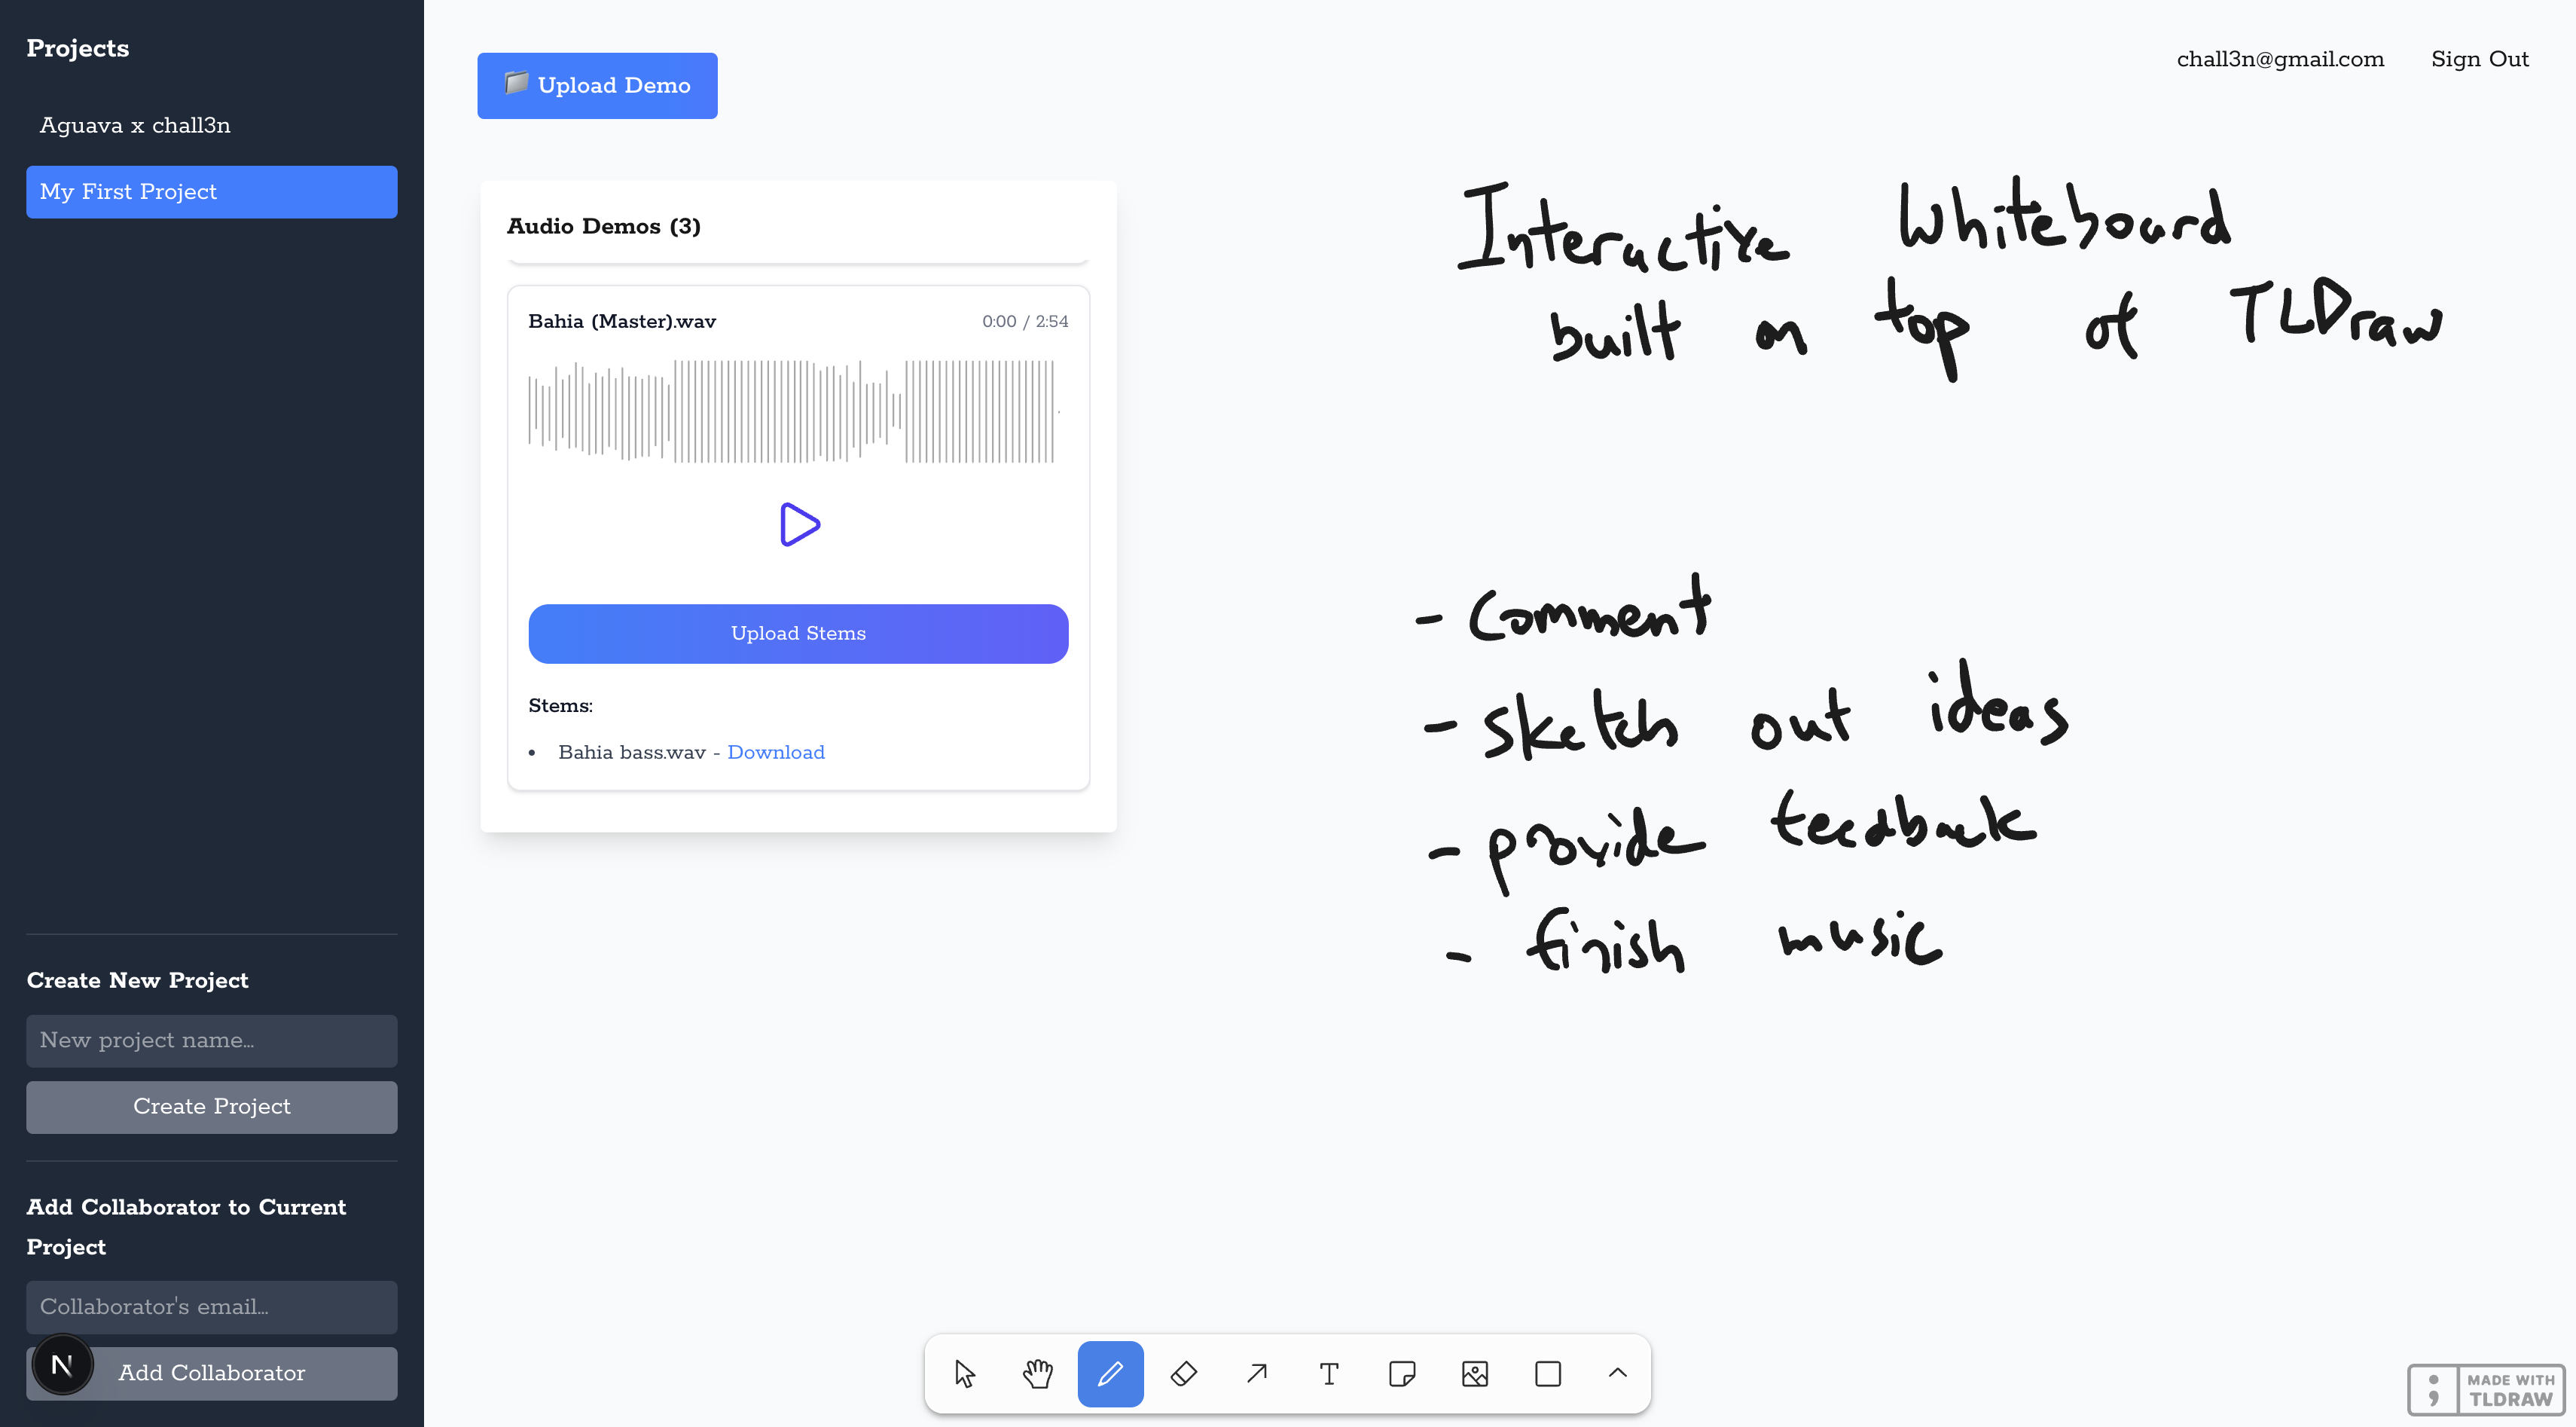 Projects
Aguava x chall3n
My First Project
Create New Project
New project name...
Create Project
Add Collaborator to Current
Project
Collaborator's email...
N
Add Collaborator
Upload Demo
chall3n@gmail.com
Sign Out
Audio Demos (3)
Bahia (Master).wav
0:00 / 2:54
Upload Stems
Stems:
• Bahia bass.wav - Download
Interactive Whiteboard
built on top of TLDraw
- Comment
- sketch out ideas
- provide feedback
- finish music
T
MADE WITH
TLDRAW